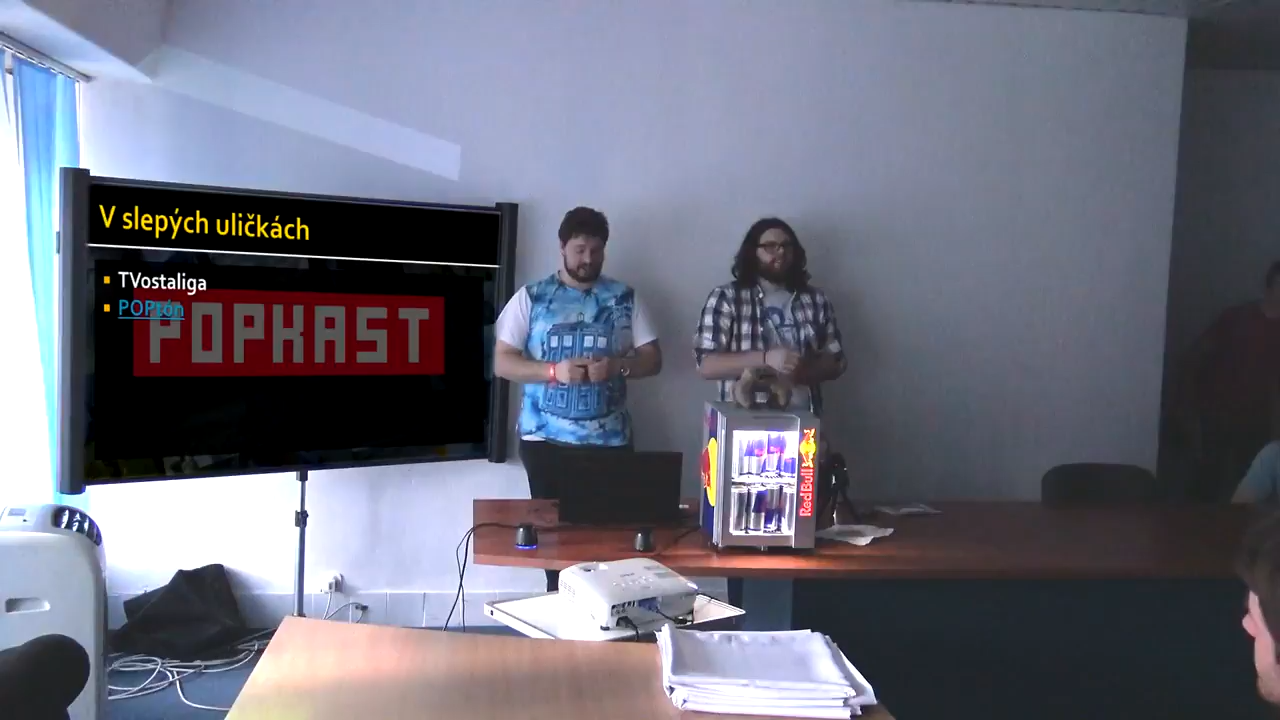 V slepých uličkách
TVostaliga
POPtón
POPKAST
Red Bull